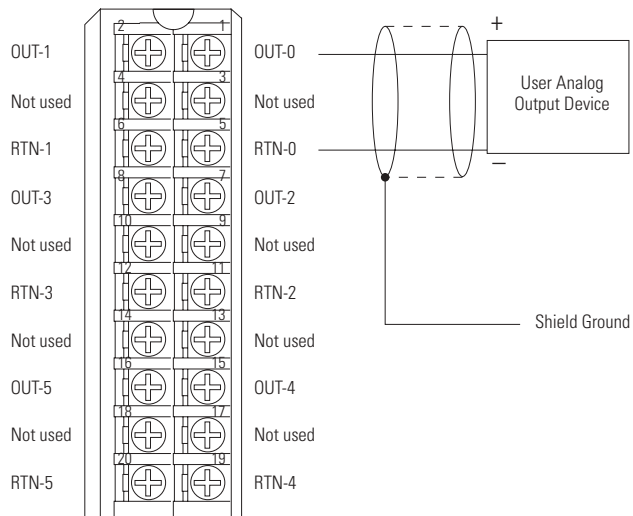 2 1 +
OUT-1 OUT-0
4 3
Not used Not used
User Analog
Output Device
6 5
RTN-1 RTN-0
−
8 7
OUT-3 OUT-2
10 9
Not used Not used
12 11
RTN-3 RTN-2
14 13
Not used Not used
Shield Ground
16 15
OUT-5 OUT-4
18 17
Not used Not used
20 19
RTN-5 RTN-4